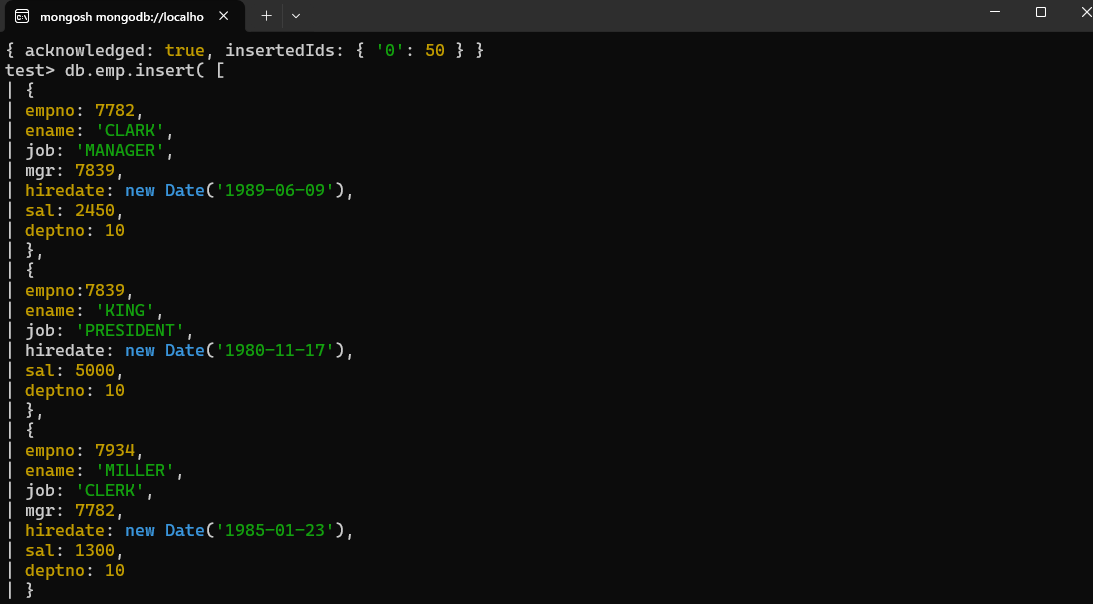 mongosh mongodb://localho
{ acknowledged: true, insertedIds: { '0': 50 } }
test> db.emp.insert( [
| {
| empno: 7782,
| ename: 'CLARK',
| job: 'MANAGER',
| mgr: 7839,
| hiredate: new Date('1989-06-09'),
| sal: 2450,
| deptno: 10
| },
| {
| empno:7839,
| ename: 'KING',
| job: 'PRESIDENT',
| hiredate: new Date('1980-11-17'),
| sal: 5000,
| deptno: 10
| },
| {
| empno: 7934,
| ename: 'MILLER',
| job: 'CLERK',
| mgr: 7782,
| hiredate: new Date('1985-01-23'),
| sal: 1300,
| deptno: 10
| }